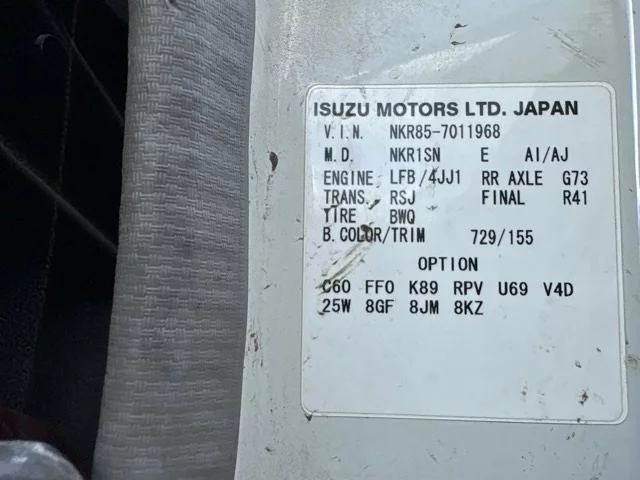 ISUZU MOTORS LTD. JAPAN
V.I.N. NKR85-7011968
M.D. NKR1SN E AI/AJ
ENGINE LFB/4JJ1 RR AXLE G73
TRANS. RSJ FINAL R41
TIRE BWQ
B.COLOR/TRIM 729/155
OPTION
C60 FF0 K89 RPV U69 V4D
25W 8GF 8JM 8KZ